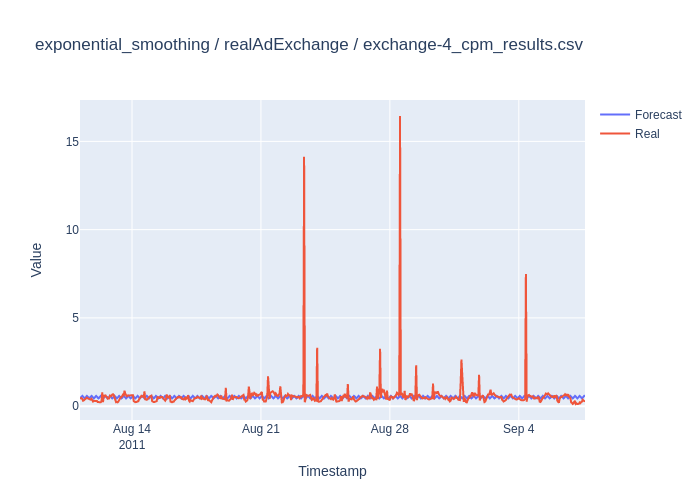 exponential_smoothing / realAdExchange / exchange-4_cpm_results.csv
Forecast
Real
15
10
5
0
Value
Aug 14
2011
Aug 21
Aug 28
Sep 4
Timestamp